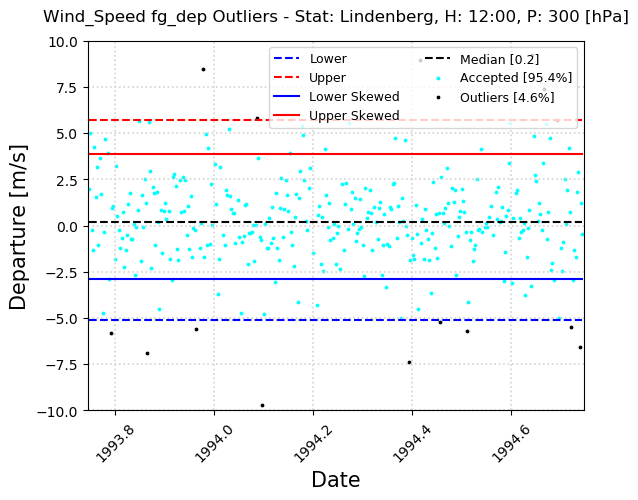 Wind_Speed fg_dep Outliers - Stat: Lindenberg, H: 12:00, P: 300 [hPa]
Departure [m/s]
10.0
7.5
5.0
2.5
0.0
−2.5
−5.0
−7.5
−10.0
Lower
Upper
Lower Skewed
Upper Skewed
Median [0.2]
Accepted [95.4%]
Outliers [4.6%]
1993.8
1994.0
1994.2
1994.4
1994.6
Date